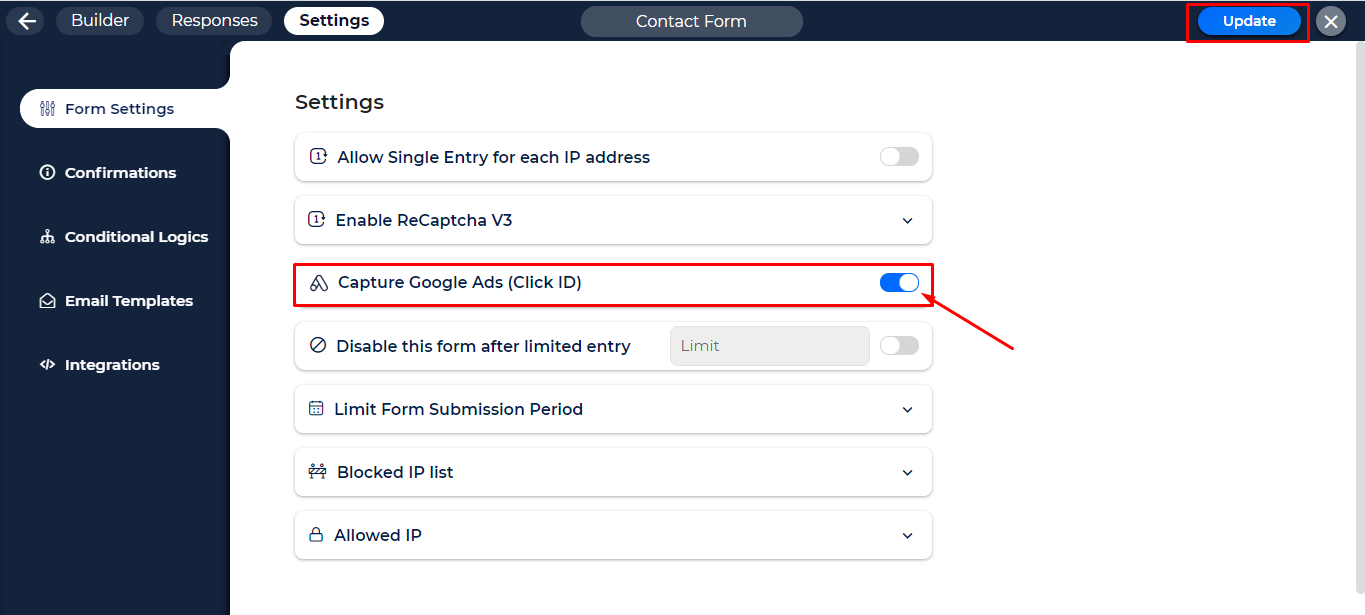 Builder
Responses
Settings
Contact Form
Update
Form Settings
Confirmations
Conditional Logics
Email Templates
Integrations
Settings
Allow Single Entry for each IP address
Enable ReCaptcha V3
Capture Google Ads (Click ID)
Disable this form after limited entry
Limit
Limit Form Submission Period
Blocked IP list
Allowed IP